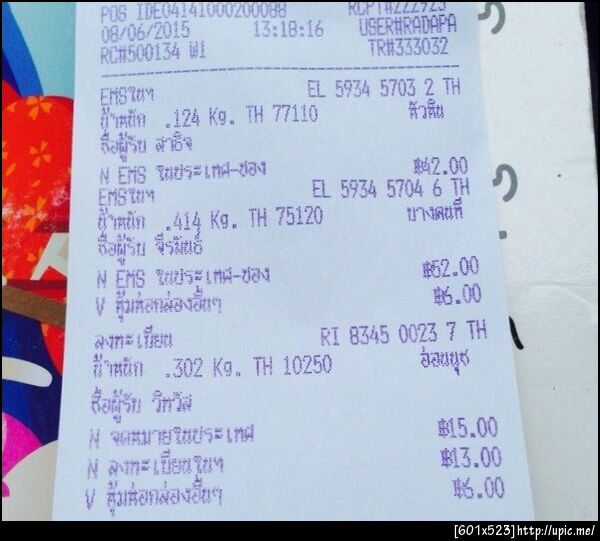 POS IDE04141000200088 RCPT#222923
08/06/2015 13:18:16 USER#RADAPA
RC#500134 W1 TR#333032
EMSในฯ EL 5934 5703 2 TH
น้ำหนัก .124 Kg. TH 77110 หัวหิน
ชื่อผู้รับ สาธิจ
N EMS ในประเทศ-ซอง ฿42.00
EMSในฯ EL 5934 5704 6 TH
น้ำหนัก .414 Kg. TH 75120 บางคนที
ชื่อผู้รับ จีรพันธ์
N EMS ในประเทศ-ซอง ฿52.00
V หุ้มห่อกล่องอื่นๆ ฿6.00
ลงทะเบียน RI 8345 0023 7 TH
น้ำหนัก .302 Kg. TH 10250 อ่อนนุช
ชื่อผู้รับ วิทวัส
N จดหมายในประเทศ ฿15.00
N ลงทะเบียนในฯ ฿13.00
V หุ้มห่อกล่องอื่นๆ ฿6.00
[601x523]http://upic.me/